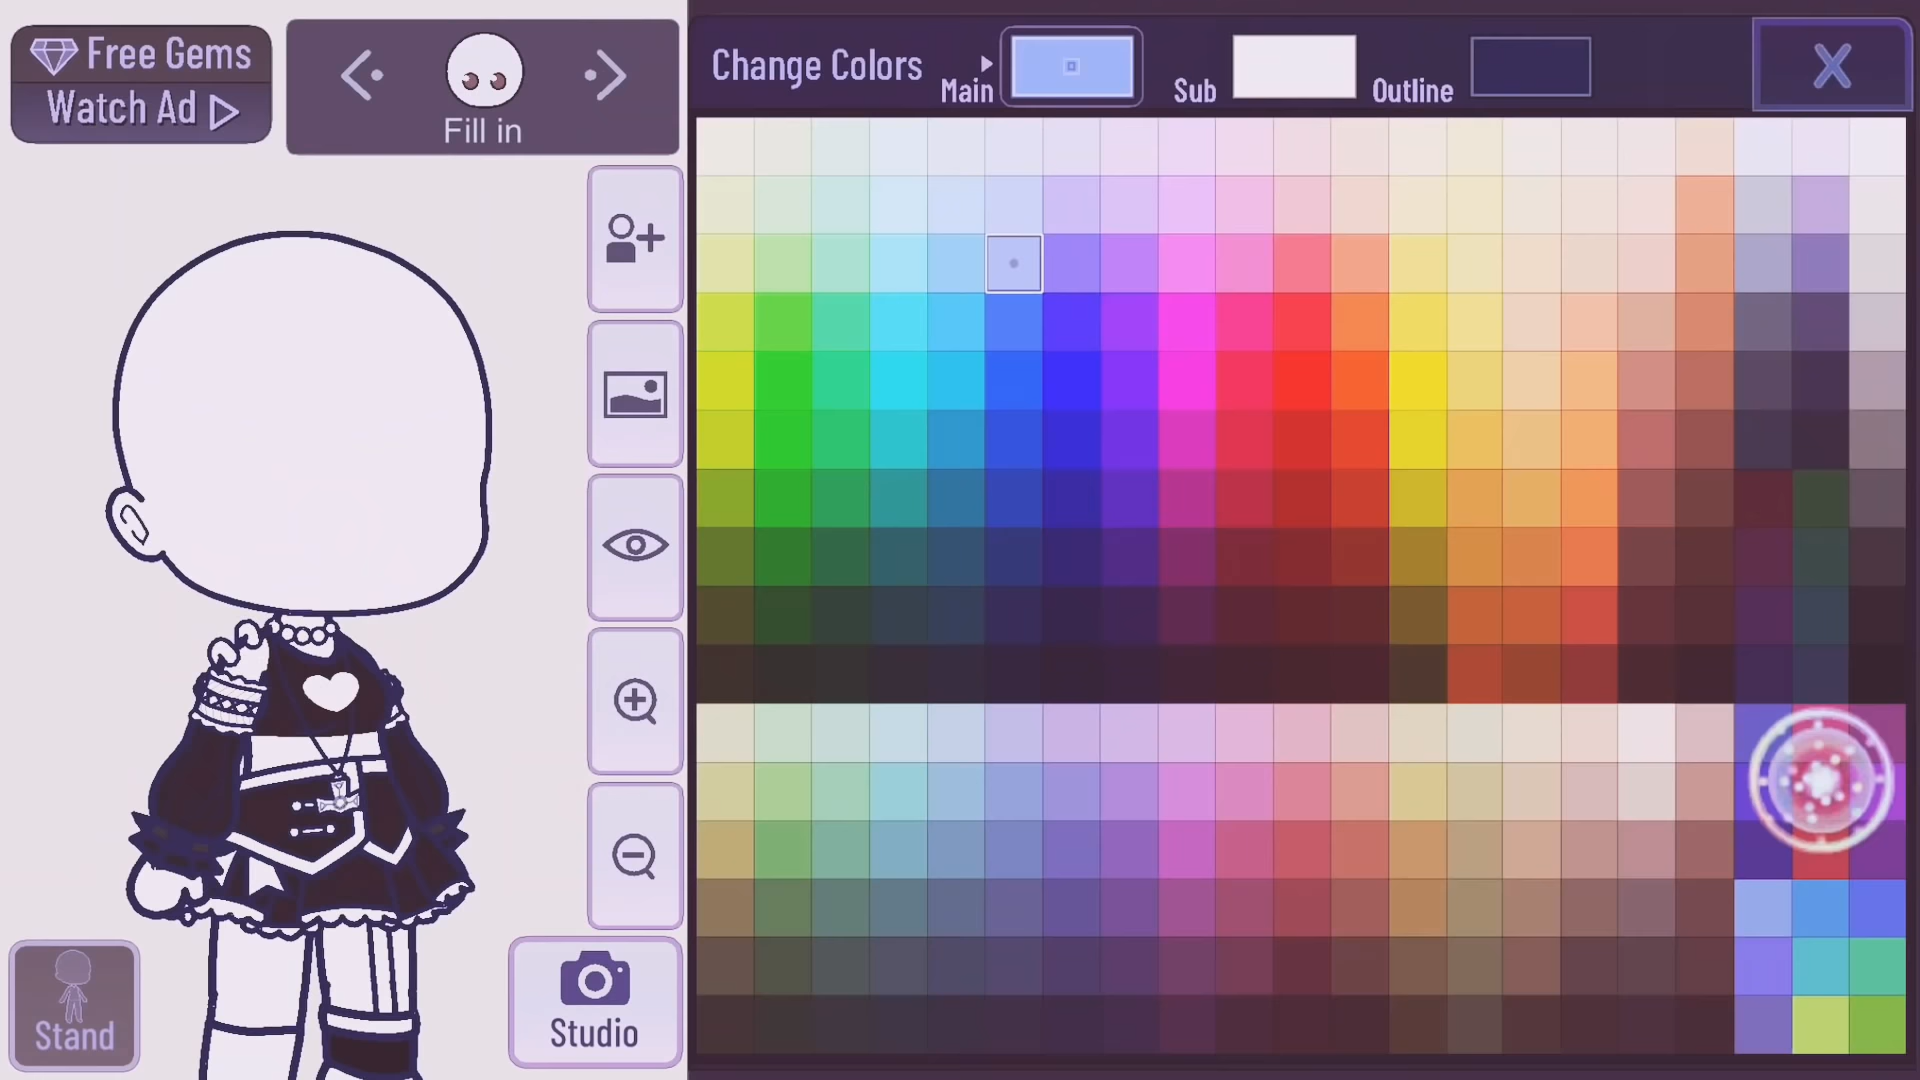 Free Gems
Watch Ad
Fill in
Change Colors
Main
Sub
Outline
X
Stand
Studio